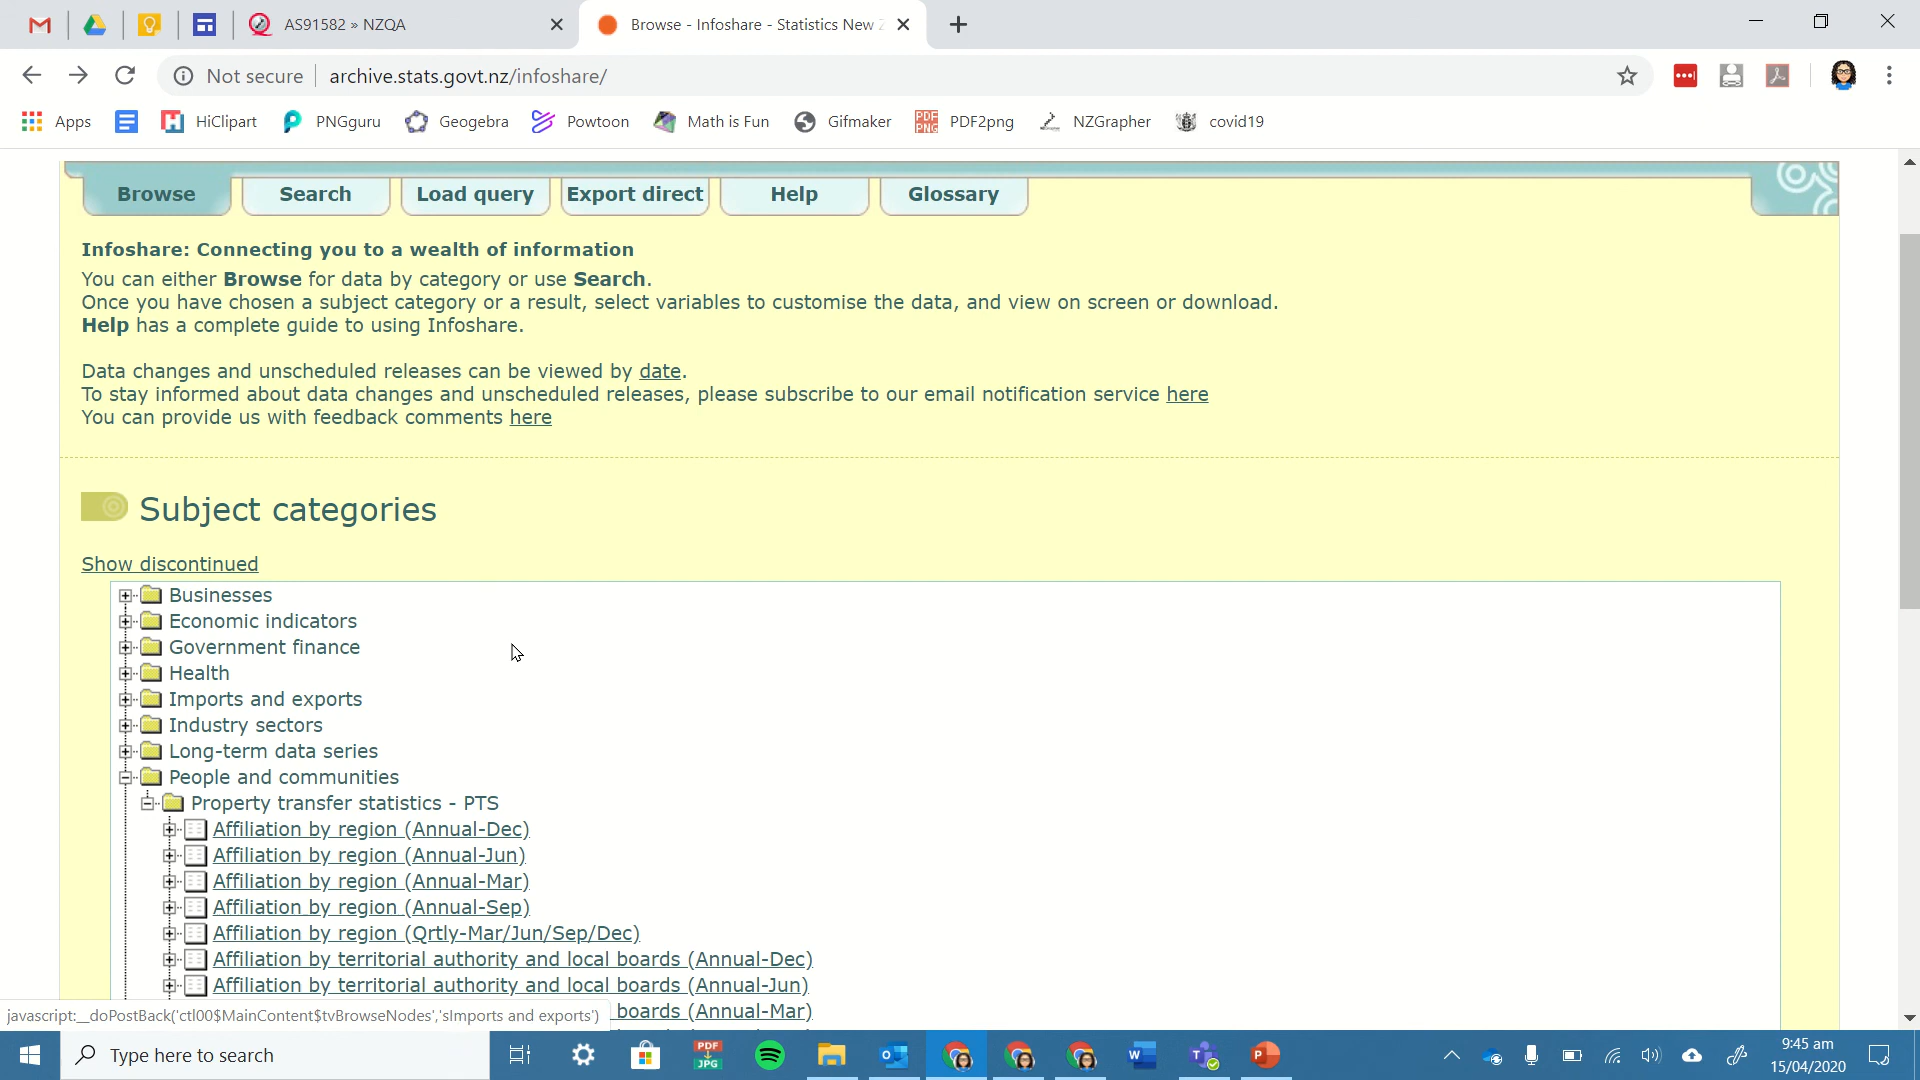 AS91582 » NZQA
Browse - Infoshare - Statistics New Z
Not secure
archive.stats.govt.nz/infoshare/
Apps
HiClipart
PNGguru
Geogebra
Powtoon
Math is Fun
Gifmaker
PDF PNG
PDF2png
NZGrapher
covid19
Browse
Search
Load query
Export direct
Help
Glossary
Infoshare: Connecting you to a wealth of information
You can either Browse for data by category or use Search.
Once you have chosen a subject category or a result, select variables to customise the data, and view on screen or download.
Help has a complete guide to using Infoshare.
Data changes and unscheduled releases can be viewed by date.
To stay informed about data changes and unscheduled releases, please subscribe to our email notification service here
You can provide us with feedback comments here
Subject categories
Show discontinued
Businesses
Economic indicators
Government finance
Health
Imports and exports
Industry sectors
Long-term data series
People and communities
Property transfer statistics - PTS
Affiliation by region (Annual-Dec)
Affiliation by region (Annual-Jun)
Affiliation by region (Annual-Mar)
Affiliation by region (Annual-Sep)
Affiliation by region (Qrtly-Mar/Jun/Sep/Dec)
Affiliation by territorial authority and local boards (Annual-Dec)
Affiliation by territorial authority and local boards (Annual-Jun)
boards (Annual-Mar)
javascript:__doPostBack('ctl00$MainContent$tvBrowseNodes','sImports and exports')
Type here to search
PDF
JPG
9:45 am
15/04/2020